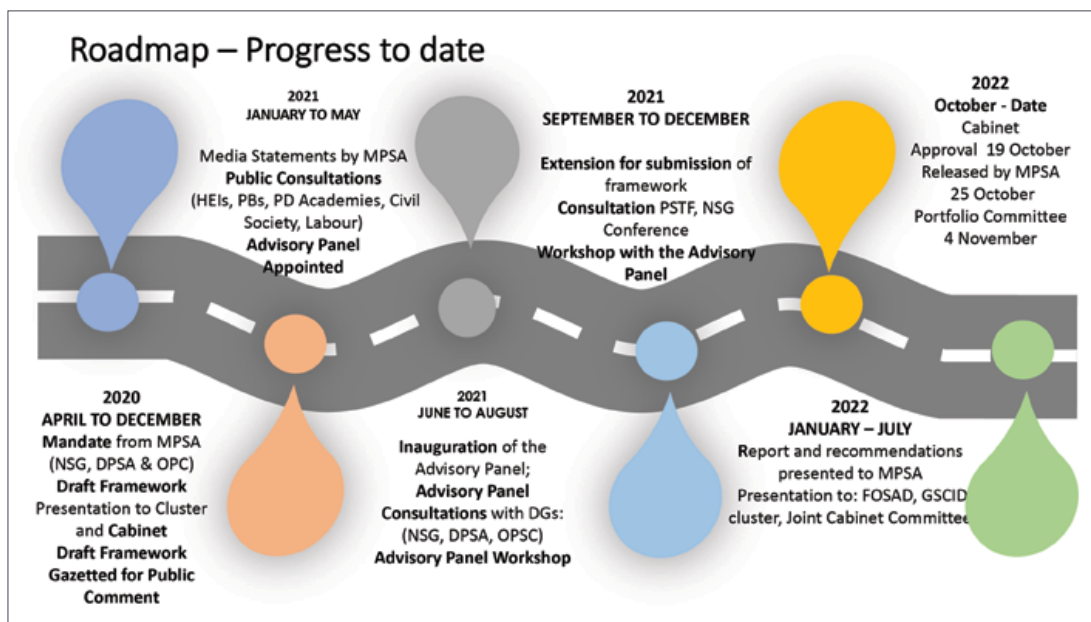 Roadmap – Progress to date
2020
APRIL TO DECEMBER
Mandate from MPSA
(NSG, DPSA & OPC)
Draft Framework
Presentation to Cluster
and Cabinet
Draft Framework
Gazetted for Public
Comment
2021
JANUARY TO MAY
Media Statements by MPSA
Public Consultations
(HEIs, PBs, PD Academies, Civil
Society, Labour)
Advisory Panel
Appointed
2021
JUNE TO AUGUST
Inauguration of the
Advisory Panel;
Advisory Panel
Consultations with DGs:
(NSG, DPSA, OPSC)
Advisory Panel Workshop
2021
SEPTEMBER TO DECEMBER
Extension for submission of
framework
Consultation PSTF, NSG
Conference
Workshop with the Advisory
Panel
2022
JANUARY – JULY
Report and recommendations
presented to MPSA
Presentation to: FOSAD, GSCID
cluster, Joint Cabinet Committee
2022
October - Date
Cabinet
Approval 19 October
Released by MPSA
25 October
Portfolio Committee
4 November